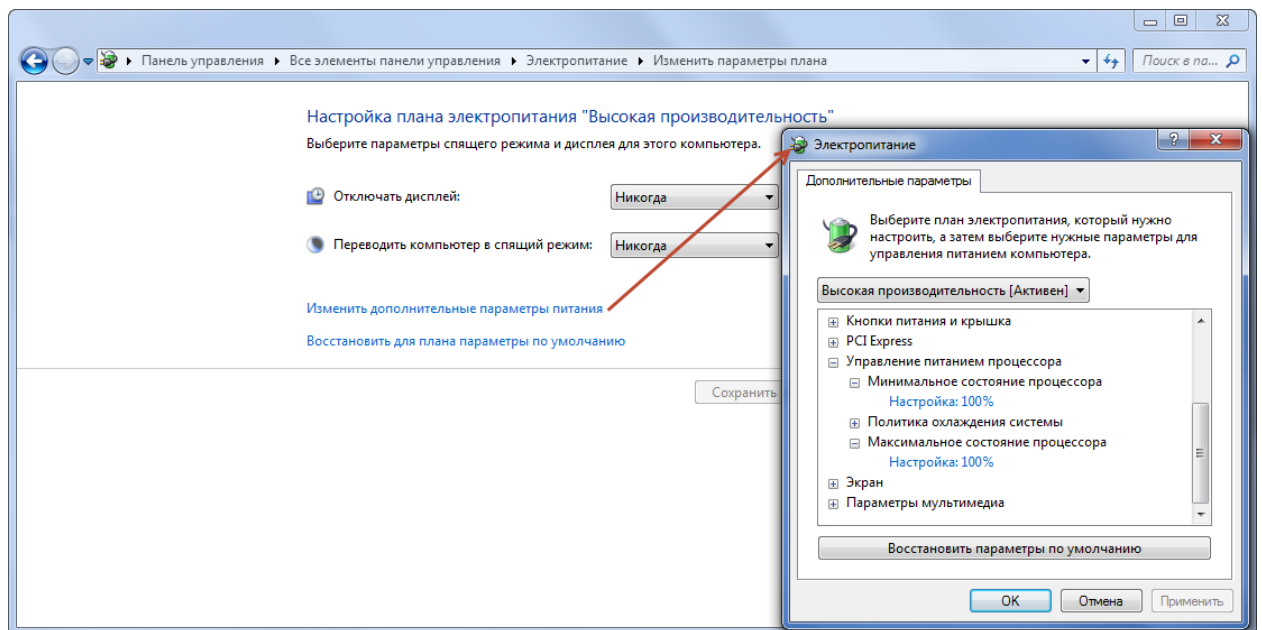 Панель управления ▸ Все элементы панели управления ▸ Электропитание ▸ Изменить параметры плана
Поиск в па...
Настройка плана электропитания "Высокая производительность"
Выберите параметры спящего режима и дисплея для этого компьютера.
Отключать дисплей:
Никогда
Переводить компьютер в спящий режим:
Никогда
Изменить дополнительные параметры питания
Восстановить для плана параметры по умолчанию
Сохранить
Электропитание
Дополнительные параметры
Выберите план электропитания, который нужно
настроить, а затем выберите нужные параметры для
управления питанием компьютера.
Высокая производительность [Активен]
Кнопки питания и крышка
PCI Express
Управление питанием процессора
Минимальное состояние процессора
Настройка: 100%
Политика охлаждения системы
Максимальное состояние процессора
Настройка: 100%
Экран
Параметры мультимедиа
Восстановить параметры по умолчанию
OK
Отмена
Применить